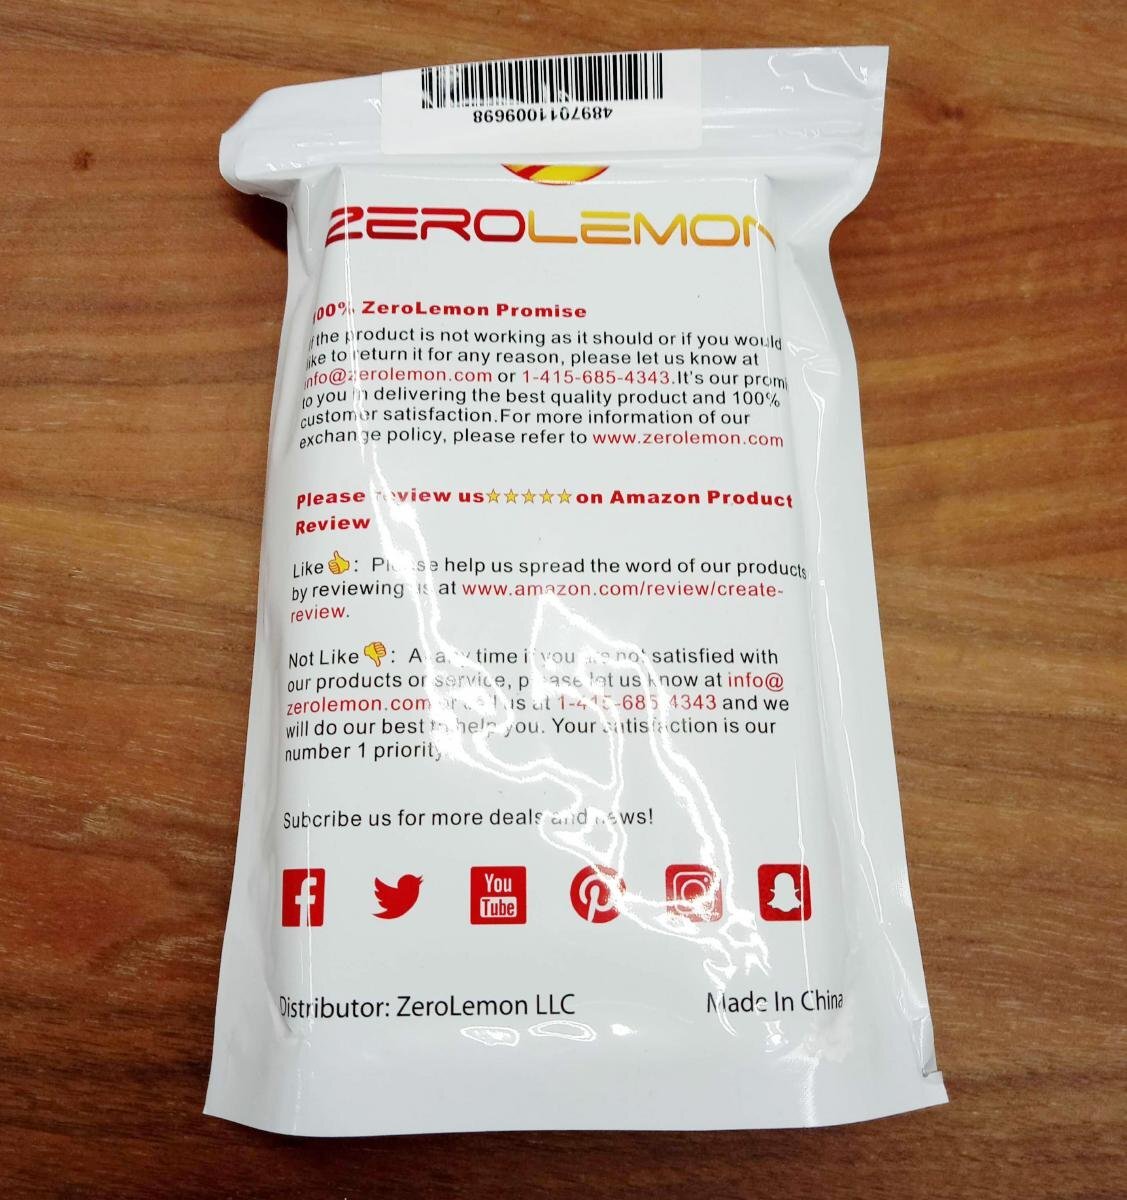 4897011009698
ZEROLEMON
100% ZeroLemon Promise
If the product is not working as it should or if you would
like to return it for any reason, please let us know at
info@zerolemon.com or 1-415-685-4343.It's our promi
to you in delivering the best quality product and 100%
customer satisfaction.For more information of our
exchange policy, please refer to www.zerolemon.com
Please review us☆☆☆☆☆on Amazon Product
Review
Like👍: Please help us spread the word of our products
by reviewing us at www.amazon.com/review/create-
review.
Not Like👎: At any time if you are not satisfied with
our products or service, please let us know at info@
zerolemon.com or call us at 1-415-685-4343 and we
will do our best to help you. Your satisfaction is our
number 1 priority.
Subcribe us for more deals and news!
You
Tube
Distributor: ZeroLemon LLC
Made In China